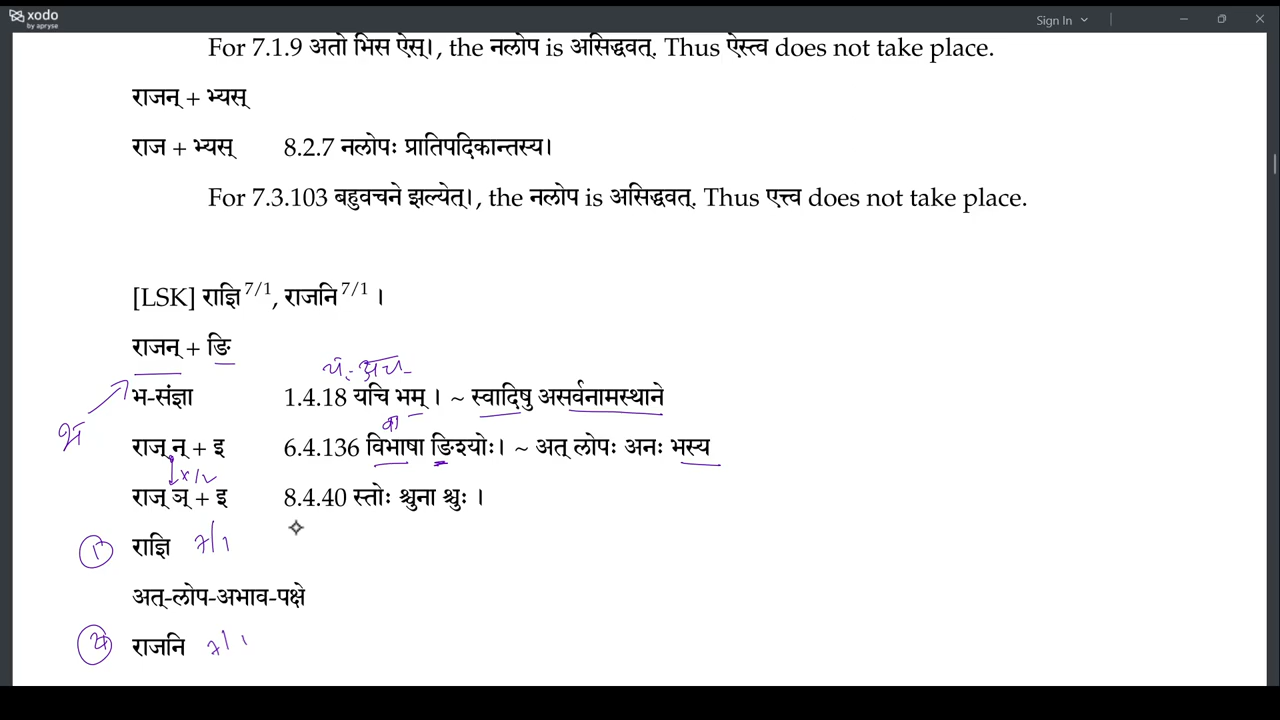 xodo
by apryse
Sign In
For 7.1.9 अतो भिस ऐस्।, the नलोप is असिद्धवत्. Thus ऐस्त्व does not take place.
राजन् + भ्यस्
राज + भ्यस् 8.2.7 नलोपः प्रातिपदिकान्तस्य।
For 7.3.103 बहुवचने झल्येत्।, the नलोप is असिद्धवत्. Thus एत्त्व does not take place.
[LSK] राज्ञि 7/1, राजनि 7/1 ।
राजन् + ङि
भ-संज्ञा 1.4.18 यचि भम् । ~ स्वादिषु असर्वनामस्थाने
वा
भ
राज् न् + इ 6.4.136 विभाषा ङिश्योः। ~ अत् लोपः अनः भस्य
राज् ञ् + इ 8.4.40 स्तोः श्चुना श्चुः ।
१ राज्ञि 7/1
अत्-लोप-अभाव-पक्षे
राजनि 7/1